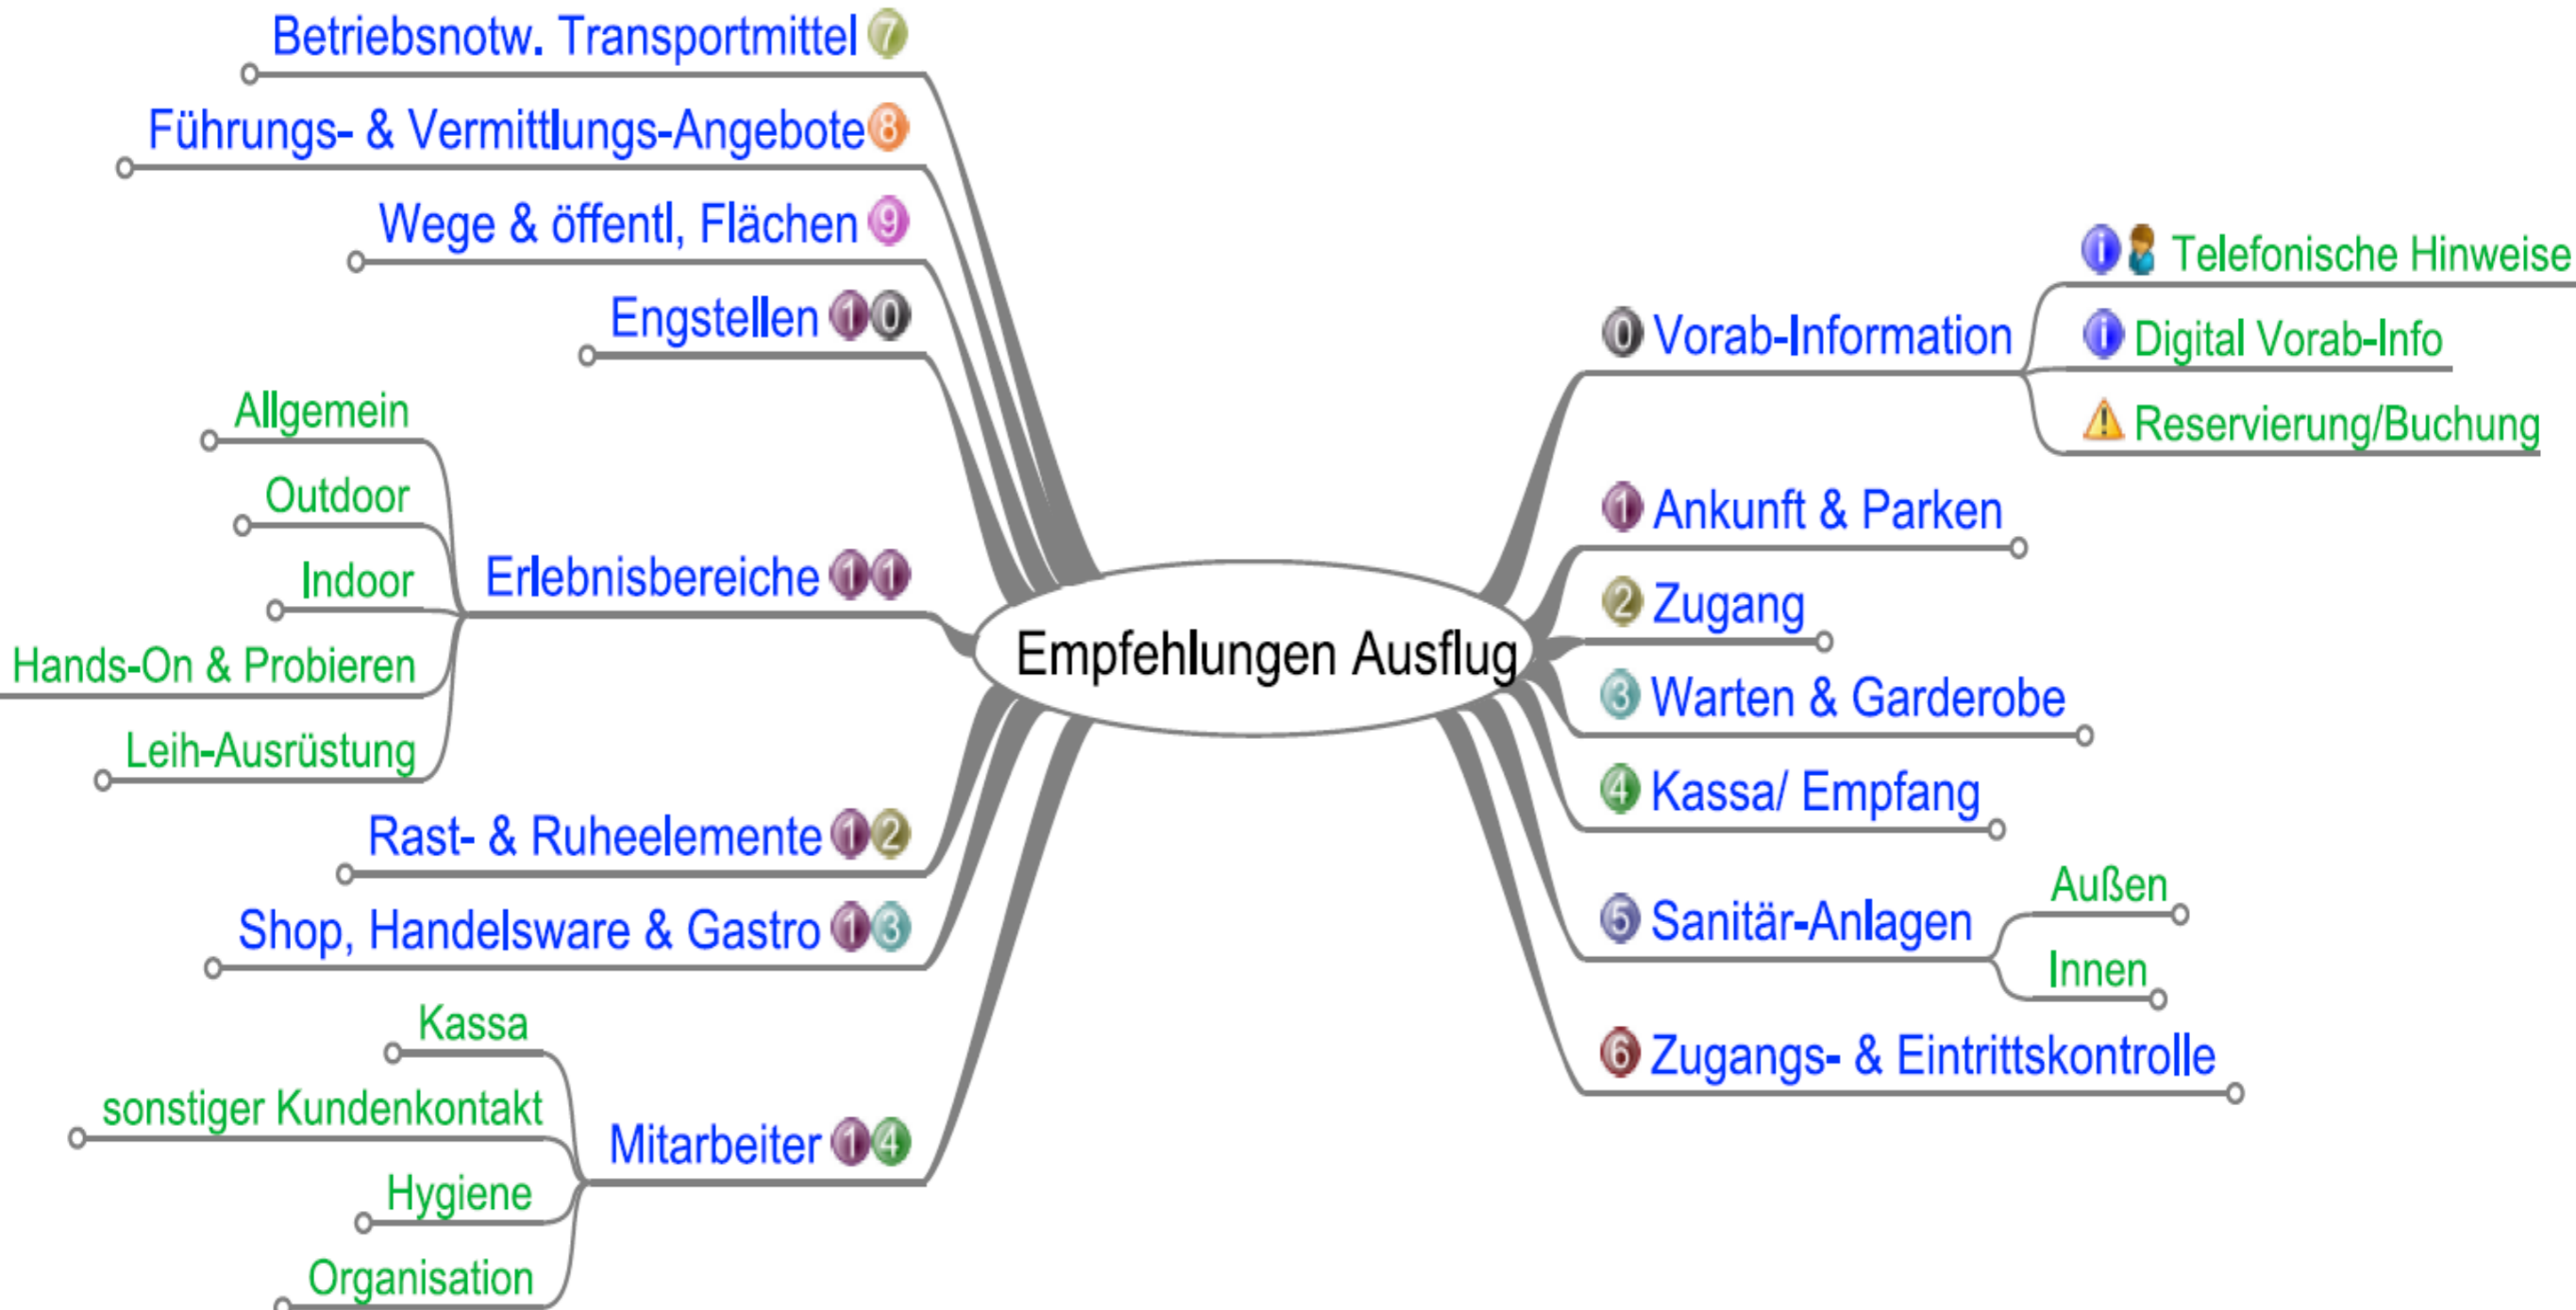 Empfehlungen Ausflug
0 Vorab-Information
i Telefonische Hinweise
i Digital Vorab-Info
! Reservierung/Buchung
1 Ankunft & Parken
2 Zugang
3 Warten & Garderobe
4 Kassa/ Empfang
5 Sanitär-Anlagen
Außen
Innen
6 Zugangs- & Eintrittskontrolle
Betriebsnotw. Transportmittel 7
Führungs- & Vermittlungs-Angebote 8
Wege & öffentl, Flächen 9
Engstellen 10
Erlebnisbereiche 11
Allgemein
Outdoor
Indoor
Hands-On & Probieren
Leih-Ausrüstung
Rast- & Ruheelemente 12
Shop, Handelsware & Gastro 13
Mitarbeiter 14
Kassa
sonstiger Kundenkontakt
Hygiene
Organisation